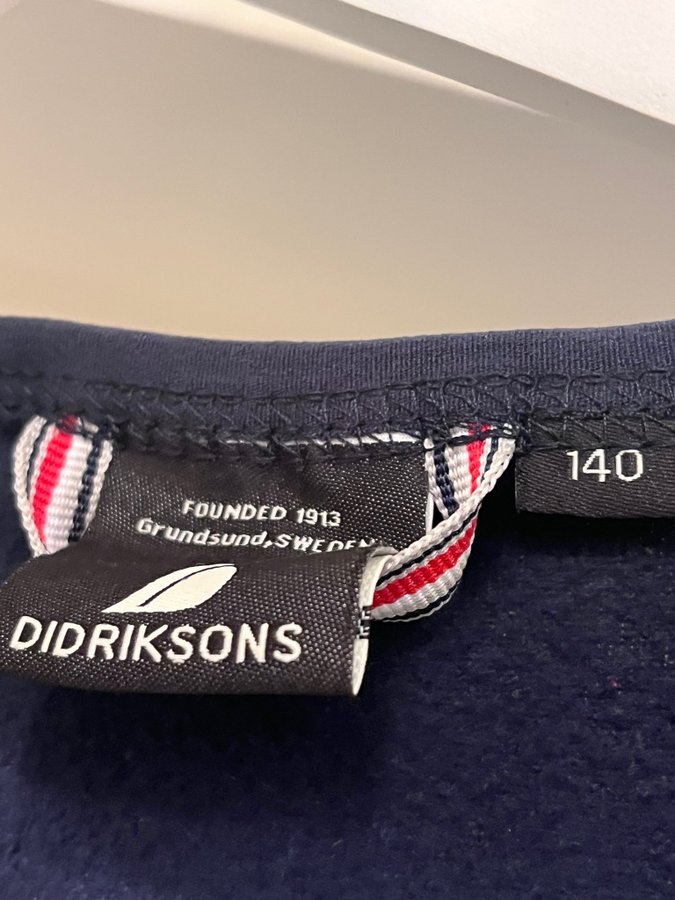 FOUNDED 1913
Grundsund, SWEDEN
DIDRIKSONS
140